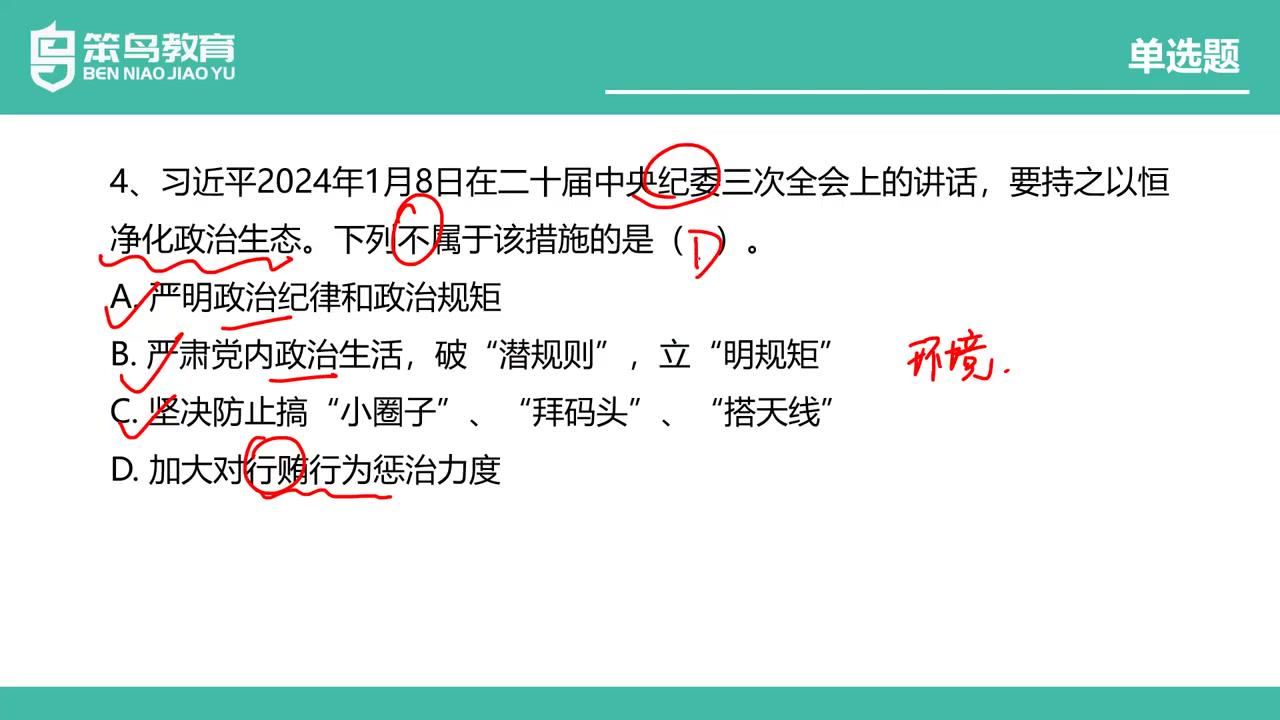 笨鸟教育
BEN NIAO JIAO YU
单选题
4、习近平2024年1月8日在二十届中央纪委三次全会上的讲话，要持之以恒
净化政治生态。下列不属于该措施的是（D）。
A. 严明政治纪律和政治规矩
B. 严肃党内政治生活，破“潜规则”，立“明规矩”
环境.
C. 坚决防止搞“小圈子”、“拜码头”、“搭天线”
D. 加大对行贿行为惩治力度